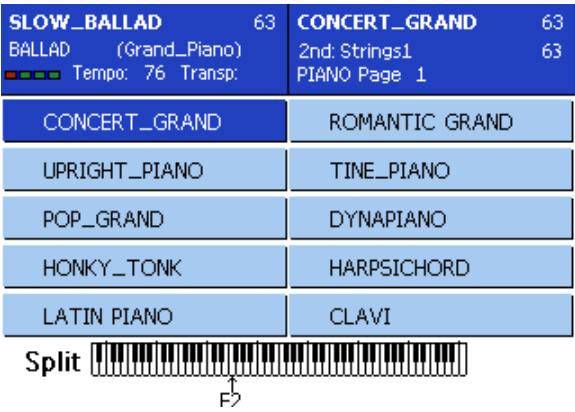 SLOW_BALLAD 63
BALLAD (Grand_Piano)
Tempo: 76 Transp:
CONCERT_GRAND 63
2nd: Strings1 63
PIANO Page 1
CONCERT_GRAND ROMANTIC GRAND
UPRIGHT_PIANO TINE_PIANO
POP_GRAND DYNAPIANO
HONKY_TONK HARPSICHORD
LATIN PIANO CLAVI
Split